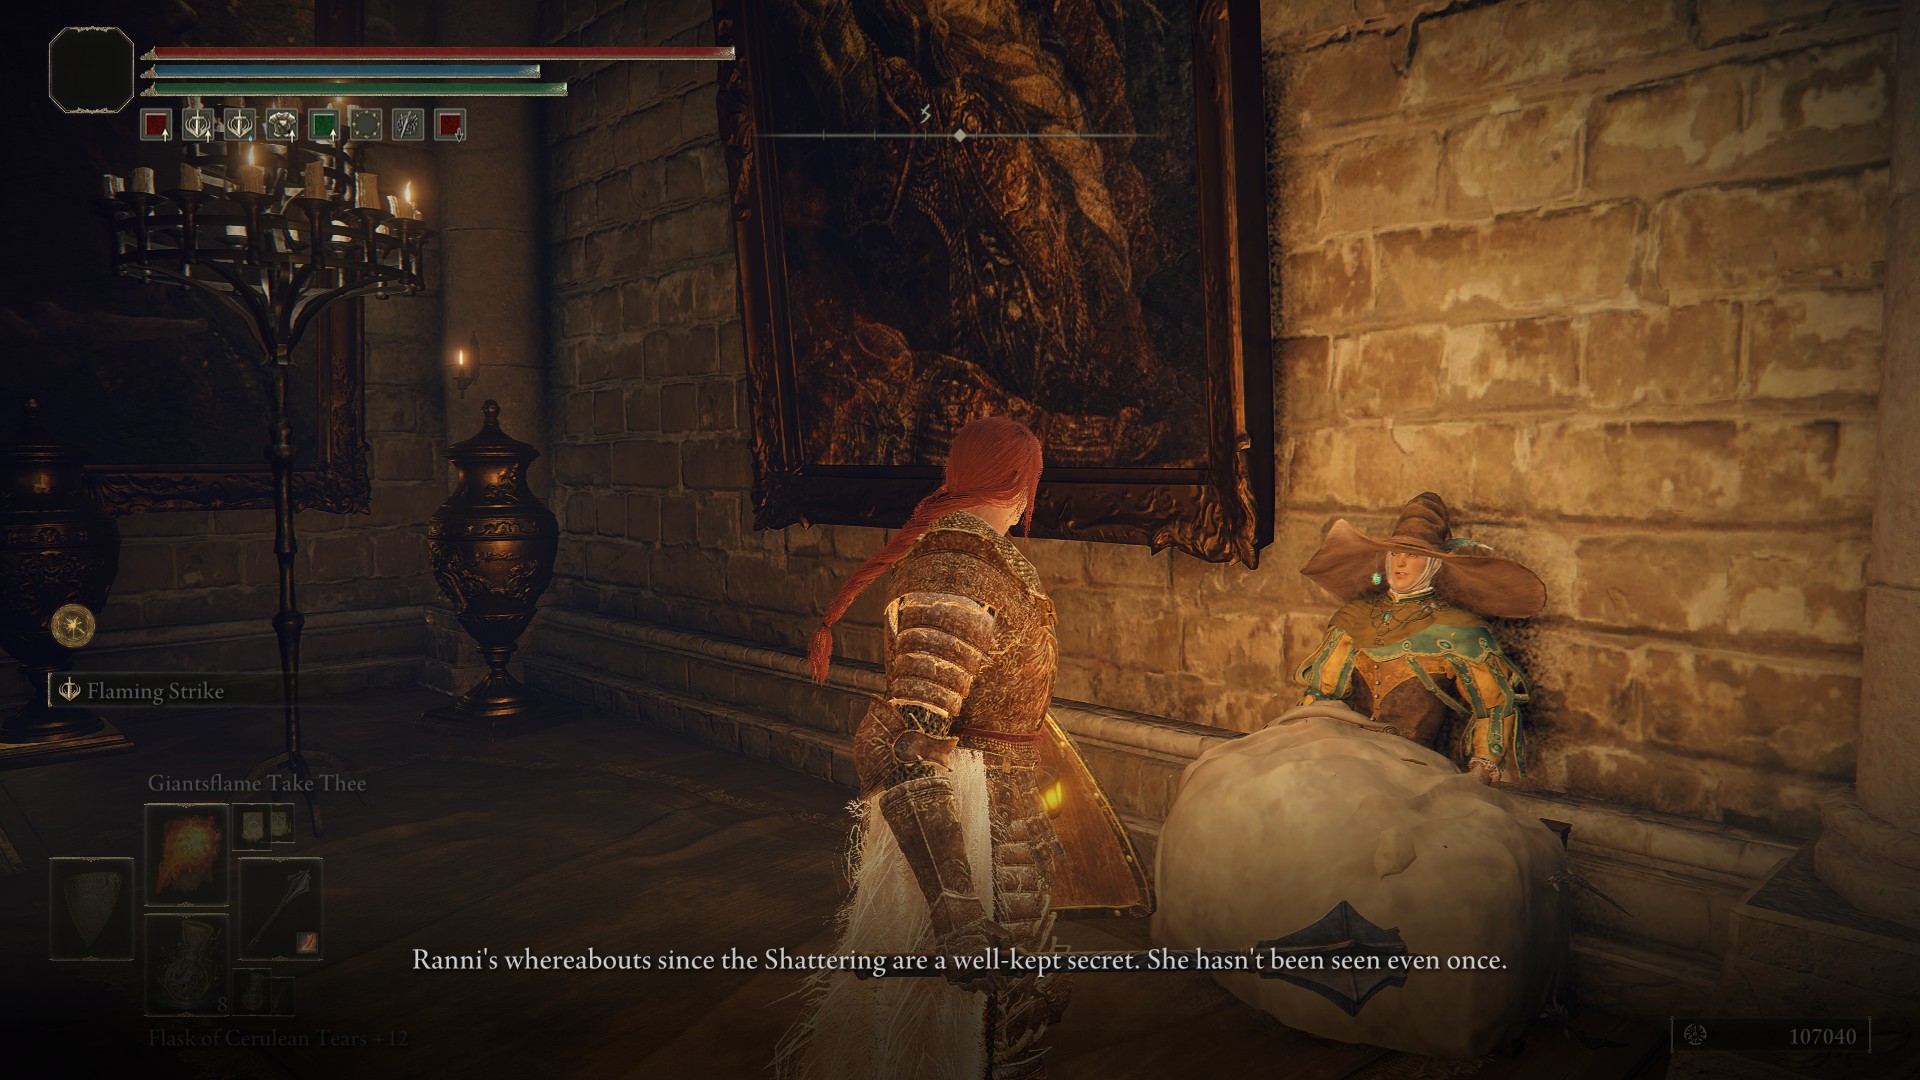 Flaming Strike
Giantsflame Take Thee
8
Ranni's whereabouts since the Shattering are a well-kept secret. She hasn't been seen even once.
Flask of Cerulean Tears +12
107040